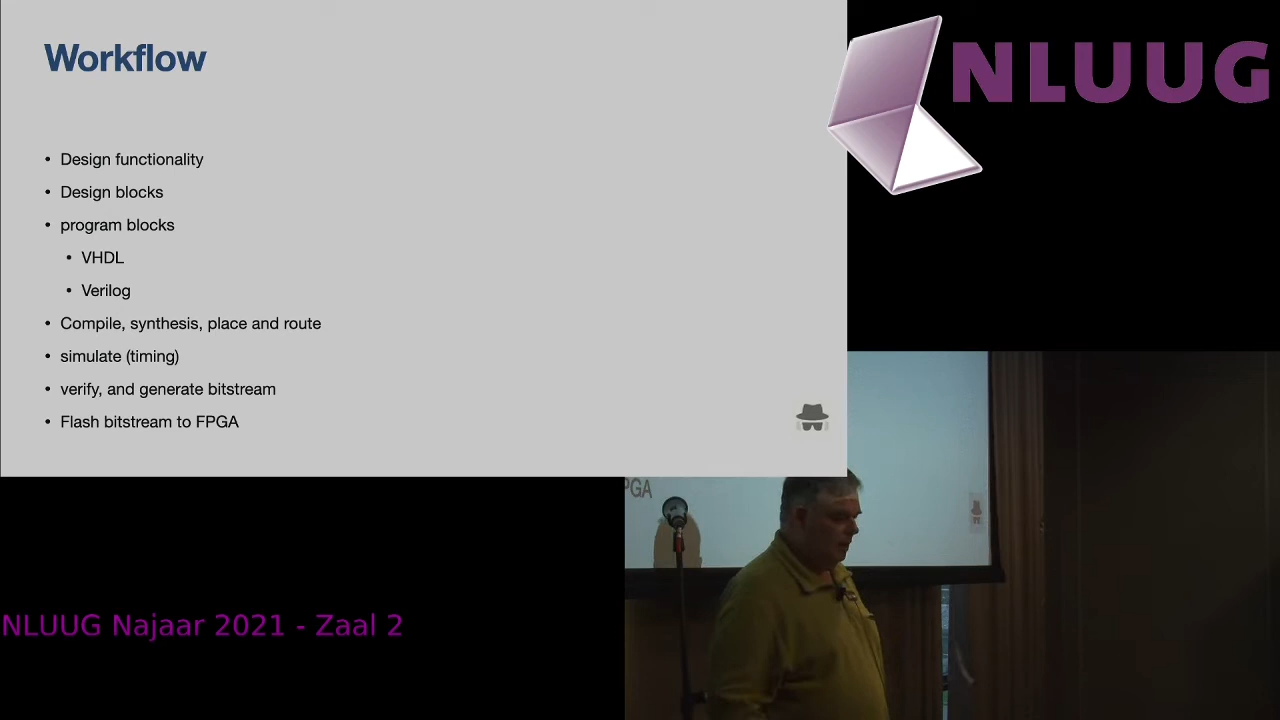 Workflow
• Design functionality
• Design blocks
• program blocks
• VHDL
• Verilog
• Compile, synthesis, place and route
• simulate (timing)
• verify, and generate bitstream
• Flash bitstream to FPGA
NLUUG
PGA
NLUUG Najaar 2021 - Zaal 2